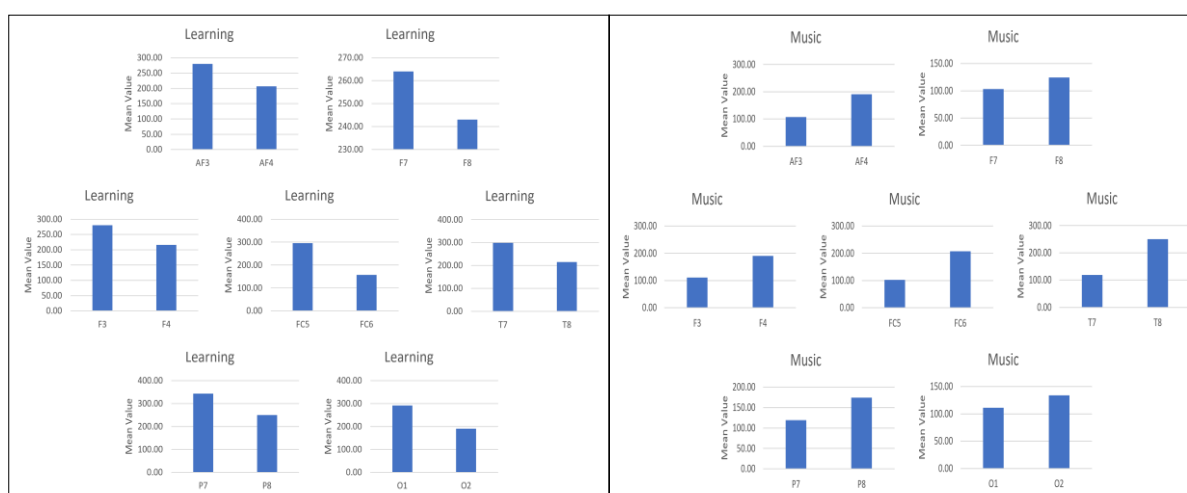 Learning
Mean Value
300.00
250.00
200.00
150.00
100.00
50.00
0.00
AF3 AF4
Learning
Mean Value
270.00
260.00
250.00
240.00
230.00
F7 F8
Learning
Mean Value
300.00
250.00
200.00
150.00
100.00
50.00
0.00
F3 F4
Learning
Mean Value
400.00
300.00
200.00
100.00
0.00
FC5 FC6
Learning
Mean Value
400.00
300.00
200.00
100.00
0.00
T7 T8
Learning
Mean Value
400.00
300.00
200.00
100.00
0.00
P7 P8
Learning
Mean Value
400.00
300.00
200.00
100.00
0.00
O1 O2
Music
Mean Value
300.00
200.00
100.00
0.00
AF3 AF4
Music
Mean Value
150.00
100.00
50.00
0.00
F7 F8
Music
Mean Value
300.00
200.00
100.00
0.00
F3 F4
Music
Mean Value
300.00
200.00
100.00
0.00
FC5 FC6
Music
Mean Value
300.00
200.00
100.00
0.00
T7 T8
Music
Mean Value
200.00
150.00
100.00
50.00
0.00
P7 P8
Music
Mean Value
150.00
100.00
50.00
0.00
O1 O2